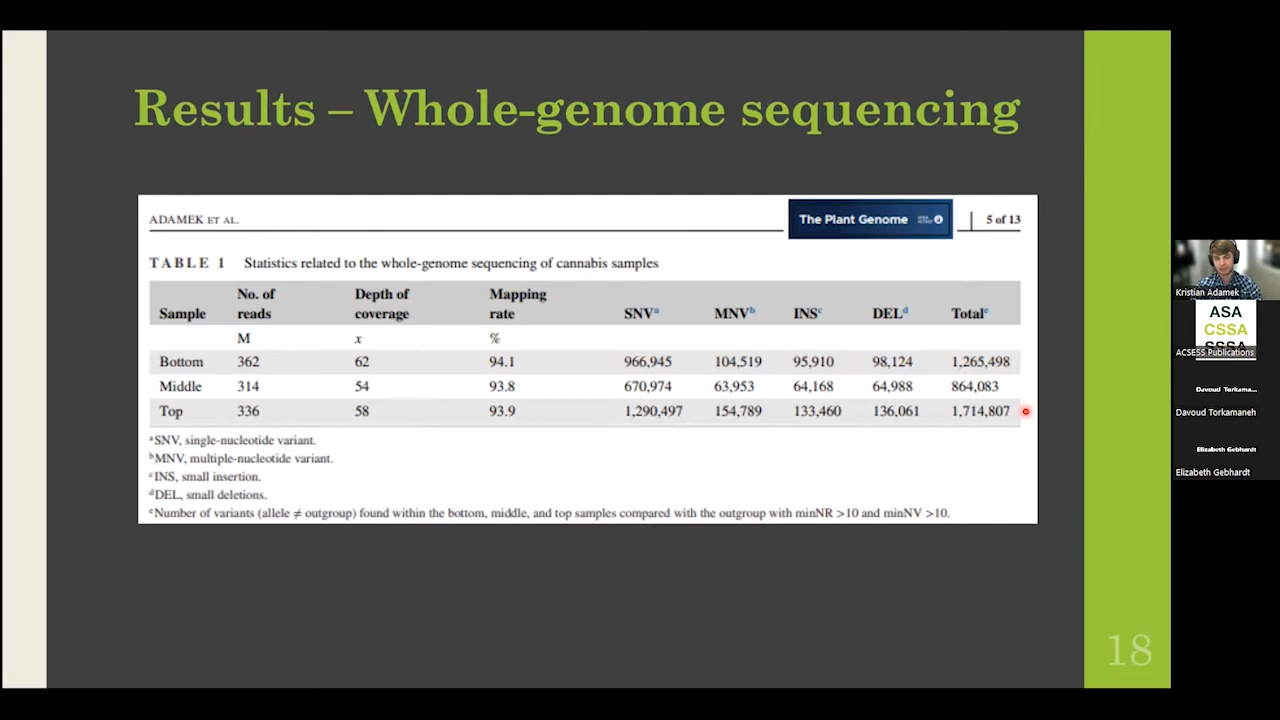 Results – Whole-genome sequencing
ADAMEK ET AL.
The Plant Genome
5 of 13
TABLE 1 Statistics related to the whole-genome sequencing of cannabis samples
Sample No. of reads Depth of coverage Mapping rate SNVᵃ MNVᵇ INSᶜ DELᵈ Totalᵉ
M x %
Bottom 362 62 94.1 966,945 104,519 95,910 98,124 1,265,498
Middle 314 54 93.8 670,974 63,953 64,168 64,988 864,083
Top 336 58 93.9 1,290,497 154,789 133,460 136,061 1,714,807
ᵃSNV, single-nucleotide variant.
ᵇMNV, multiple-nucleotide variant.
ᶜINS, small insertion.
ᵈDEL, small deletions.
ᵉNumber of variants (allele ≠ outgroup) found within the bottom, middle, and top samples compared with the outgroup with minNR >10 and minNV >10.
18
Kristian Adamek
ASA
CSSA
SSSA
ACSESS Publications
Davoud Torkama...
Davoud Torkamaneh
Elizabeth Gebhardt
Elizabeth Gebhardt